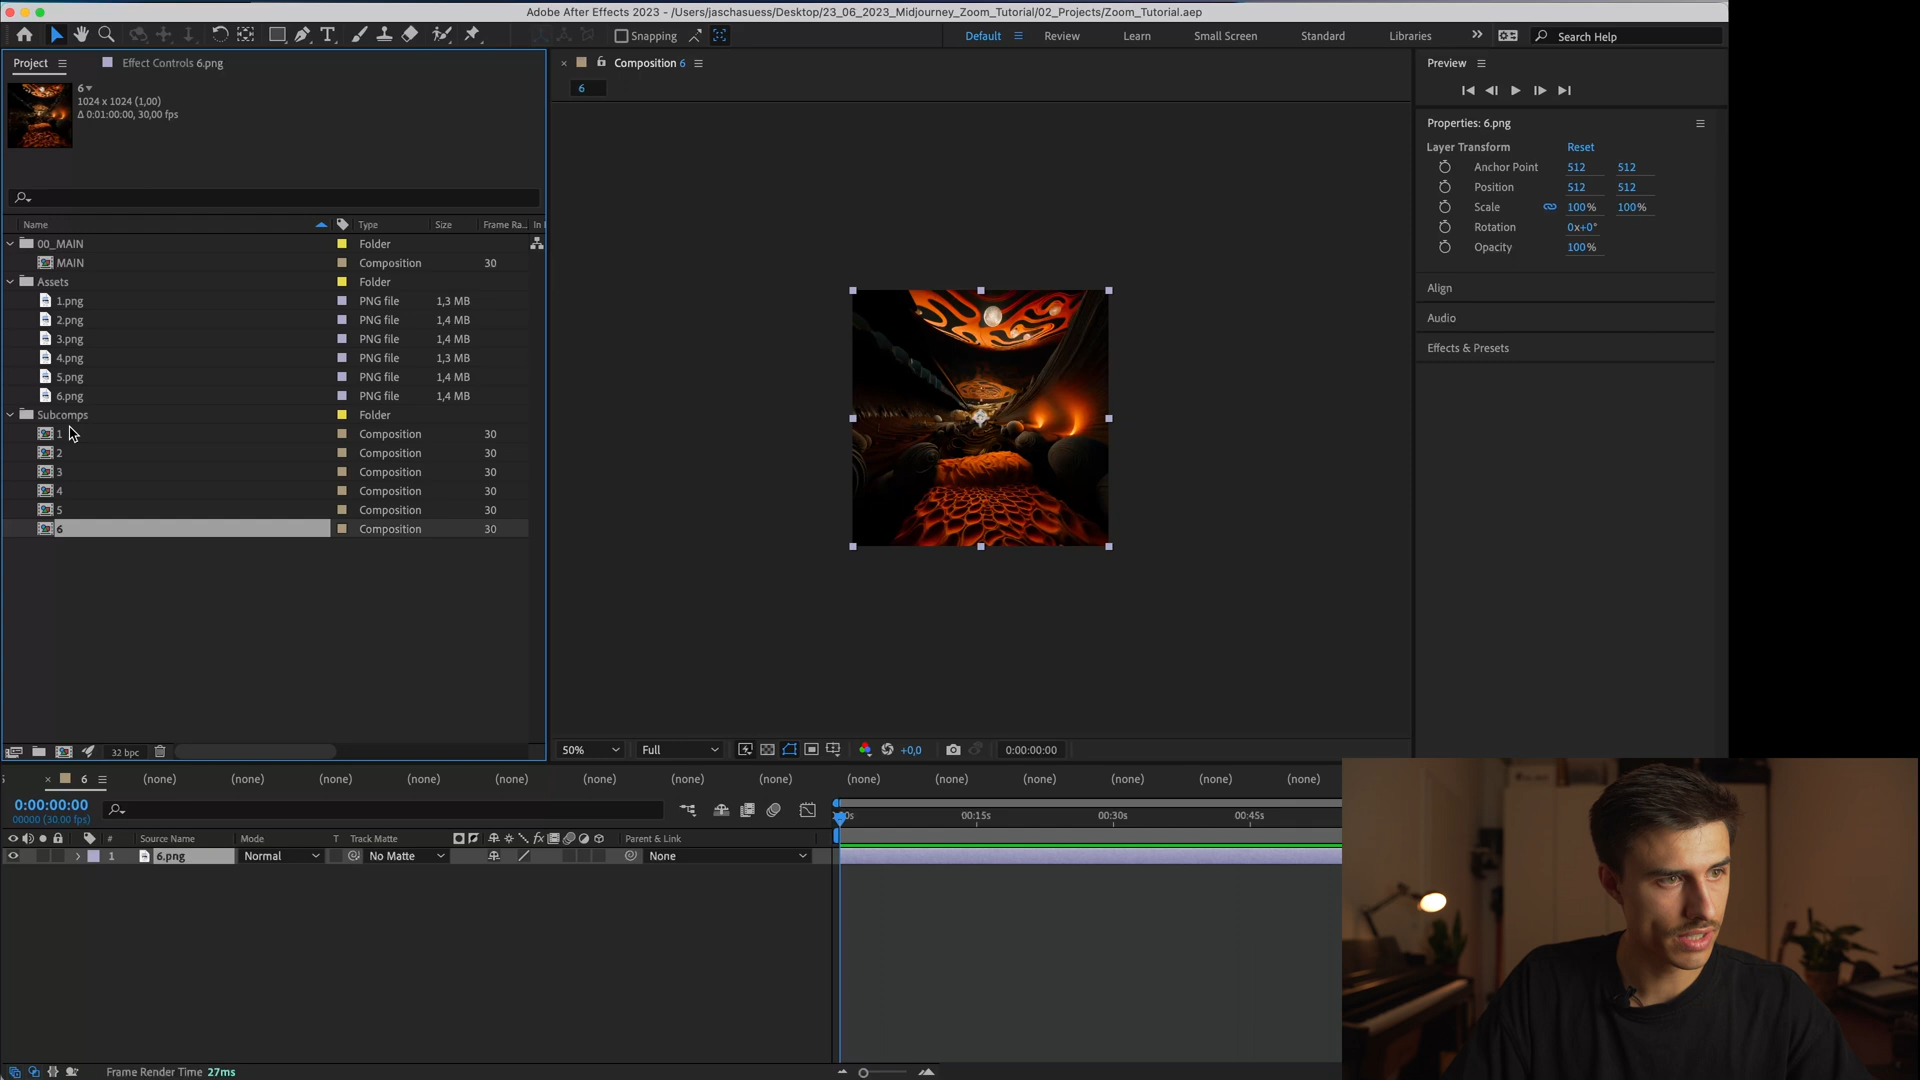 Adobe After Effects 2023 - /Users/jaschasuess/Desktop/23_06_2023_Midjourney_Zoom_Tutorial/02_Projects/Zoom_Tutorial.aep
Snapping
Default
Review
Learn
Small Screen
Standard
Libraries
Search Help
Project
Effect Controls 6.png
6
1024 x 1024 (1,00)
Δ 0:01:00:00, 30,00 fps
Name Type Size Frame Ra.. In
00_MAIN Folder
MAIN Composition 30
Assets Folder
1.png PNG file 1,3 MB
2.png PNG file 1,4 MB
3.png PNG file 1,4 MB
4.png PNG file 1,3 MB
5.png PNG file 1,4 MB
6.png PNG file 1,4 MB
Subcomps Folder
1 Composition 30
2 Composition 30
3 Composition 30
4 Composition 30
5 Composition 30
6 Composition 30
32 bpc
Composition 6
6
50% Full +0,0 0:00:00:00
Preview
Properties: 6.png
Layer Transform Reset
Anchor Point 512 512
Position 512 512
Scale 100% 100%
Rotation 0x+0°
Opacity 100%
Align
Audio
Effects & Presets
6 (none) (none) (none) (none) (none) (none) (none) (none) (none) (none) (none) (none) (none) (none)
0:00:00:00
00000 (30.00 fps)
00:15s 00:30s 00:45s
# Source Name Mode T Track Matte fx Parent & Link
1 6.png Normal No Matte None
Frame Render Time 27ms